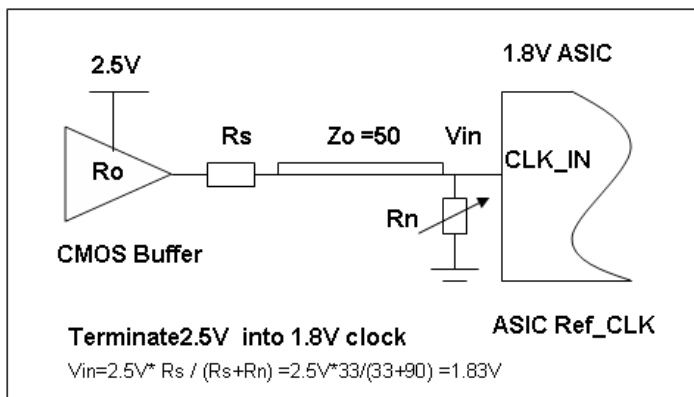 2.5V
1.8V ASIC
Rs
Zo =50
Vin
Ro
CLK_IN
Rn
CMOS Buffer
ASIC Ref_CLK
Terminate2.5V into 1.8V clock
Vin=2.5V* Rs / (Rs+Rn) =2.5V*33/(33+90) =1.83V